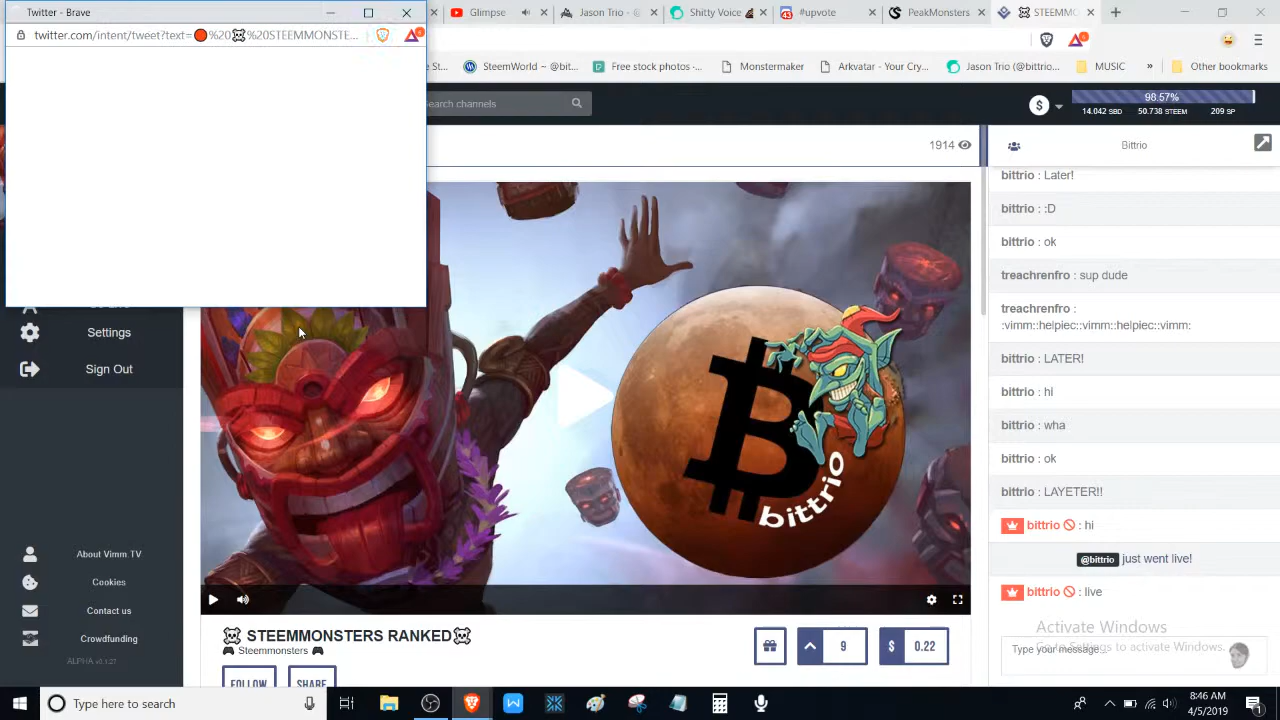 Twitter - Brave
Glimpse
Jason Trio - (
Shitty Voice
#upvote
PeakMonsters
STEEMMO
twitter.com/intent/tweet?text=🔴%20☠%20STEEMMONSTE...
SteemWorld ~ @bit...
Free stock photos -...
Monstermaker
Arkvatar - Your Cry...
Jason Trio (@bittrio...
MUSIC
»
Other bookmarks
earch channels
98.57%
14.042 SBD 50.738 STEEM 209 SP
1914
Bittrio
bittrio : Later!
bittrio : :D
bittrio : ok
treachrenfro : sup dude
treachrenfro :
:vimm::helpiec::vimm::helpiec::vimm:
bittrio : LATER!
bittrio : hi
bittrio : wha
bittrio : ok
bittrio : LAYETER!!
bittrio : hi
@bittrio just went live!
bittrio : live
Settings
Sign Out
About Vimm TV
Cookies
Contact us
Crowdfunding
ALPHA v0.1.27
bittrio
☠ STEEMMONSTERS RANKED☠
🎮 Steemmonsters 🎮
9
$ 0.22
FOLLOW
SHARE
Activate Windows
Go to Settings to activate Windows.
Type your message...
Type here to search
8:46 AM
4/5/2019